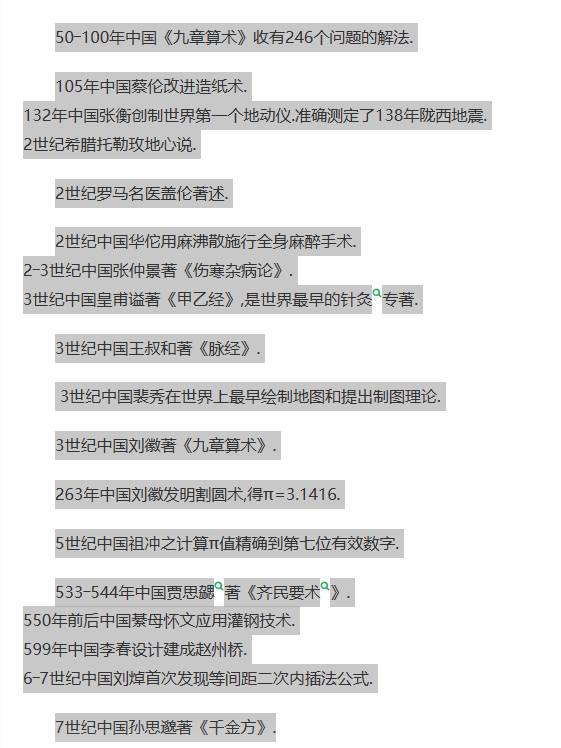 50-100年中国《九章算术》收有246个问题的解法.
105年中国蔡伦改进造纸术.
132年中国张衡创制世界第一个地动仪.准确测定了138年陇西地震.
2世纪希腊托勒玫地心说.
2世纪罗马名医盖伦著述.
2世纪中国华佗用麻沸散施行全身麻醉手术.
2-3世纪中国张仲景著《伤寒杂病论》.
3世纪中国皇甫谧著《甲乙经》,是世界最早的针灸专著.
3世纪中国王叔和著《脉经》.
3世纪中国裴秀在世界上最早绘制地图和提出制图理论.
3世纪中国刘徽著《九章算术》.
263年中国刘徽发明割圆术,得π=3.1416.
5世纪中国祖冲之计算π值精确到第七位有效数字.
533-544年中国贾思勰著《齐民要术》.
550年前后中国綦母怀文应用灌钢技术.
599年中国李春设计建成赵州桥.
6-7世纪中国刘焯首次发现等间距二次内插法公式.
7世纪中国孙思邈著《千金方》.